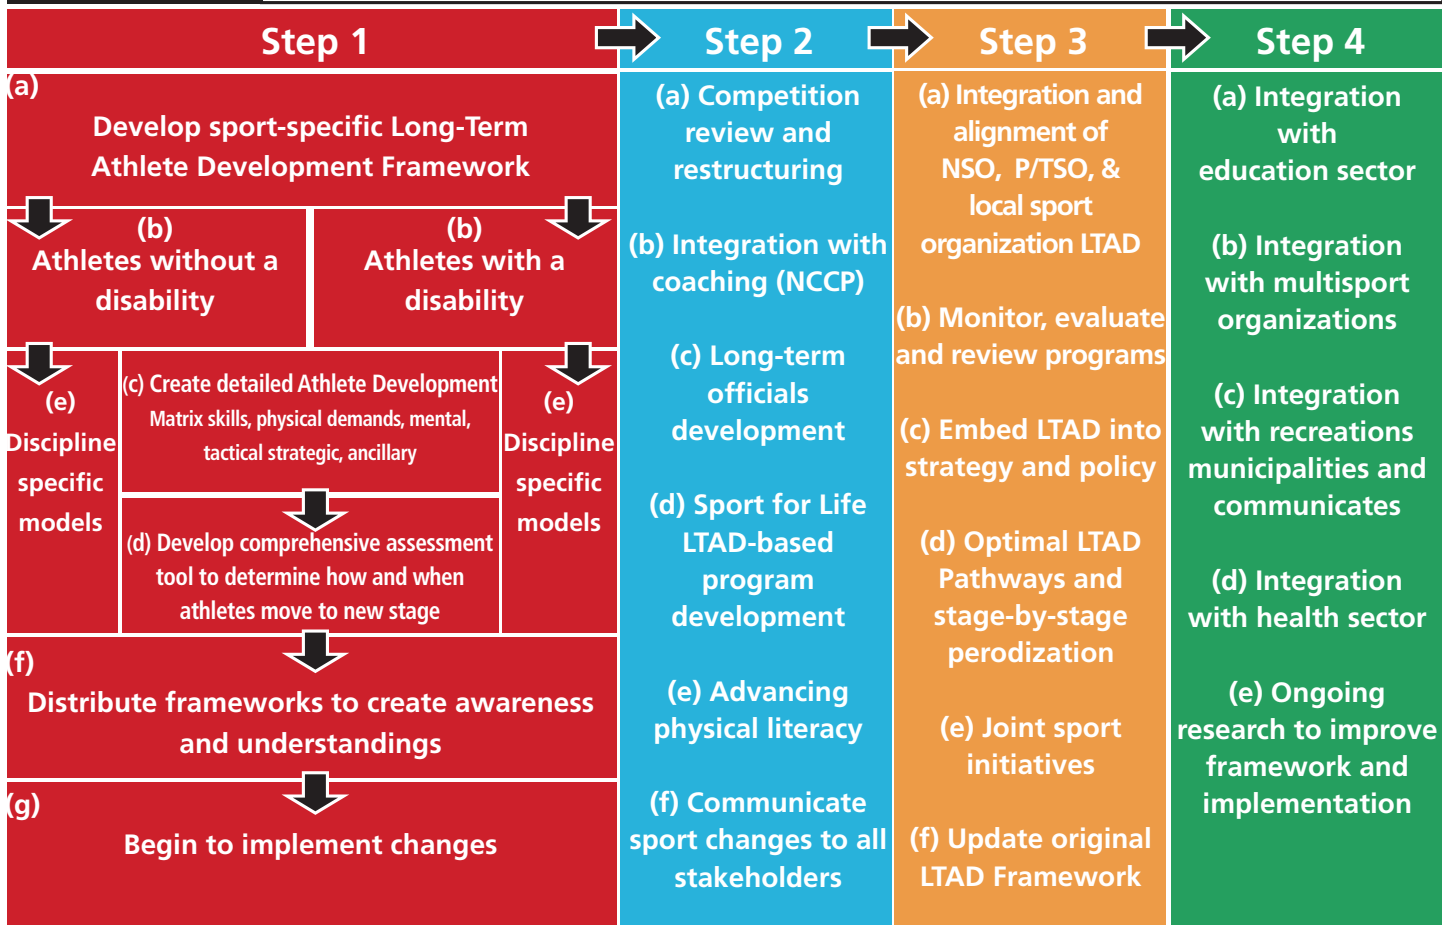 Step 1
Step 2
Step 3
Step 4
(a)
Develop sport-specific Long-Term
Athlete Development Framework
(b)
Athletes without a
disability
(b)
Athletes with a
disability
(e)
Discipline
specific
models
(c) Create detailed Athlete Development
Matrix skills, physical demands, mental,
tactical strategic, ancillary
(d) Develop comprehensive assessment
tool to determine how and when
athletes move to new stage
(e)
Discipline
specific
models
(f)
Distribute frameworks to create awareness
and understandings
(g)
Begin to implement changes
(a) Competition
review and
restructuring
(b) Integration with
coaching (NCCP)
(c) Long-term
officials
development
(d) Sport for Life
LTAD-based
program
development
(e) Advancing
physical literacy
(f) Communicate
sport changes to all
stakeholders
(a) Integration and
alignment of
NSO, P/TSO, &
local sport
organization LTAD
(b) Monitor, evaluate
and review programs
(c) Embed LTAD into
strategy and policy
(d) Optimal LTAD
Pathways and
stage-by-stage
perodization
(e) Joint sport
initiatives
(f) Update original
LTAD Framework
(a) Integration
with
education sector
(b) Integration
with multisport
organizations
(c) Integration
with recreations
municipalities and
communicates
(d) Integration
with health sector
(e) Ongoing
research to improve
framework and
implementation